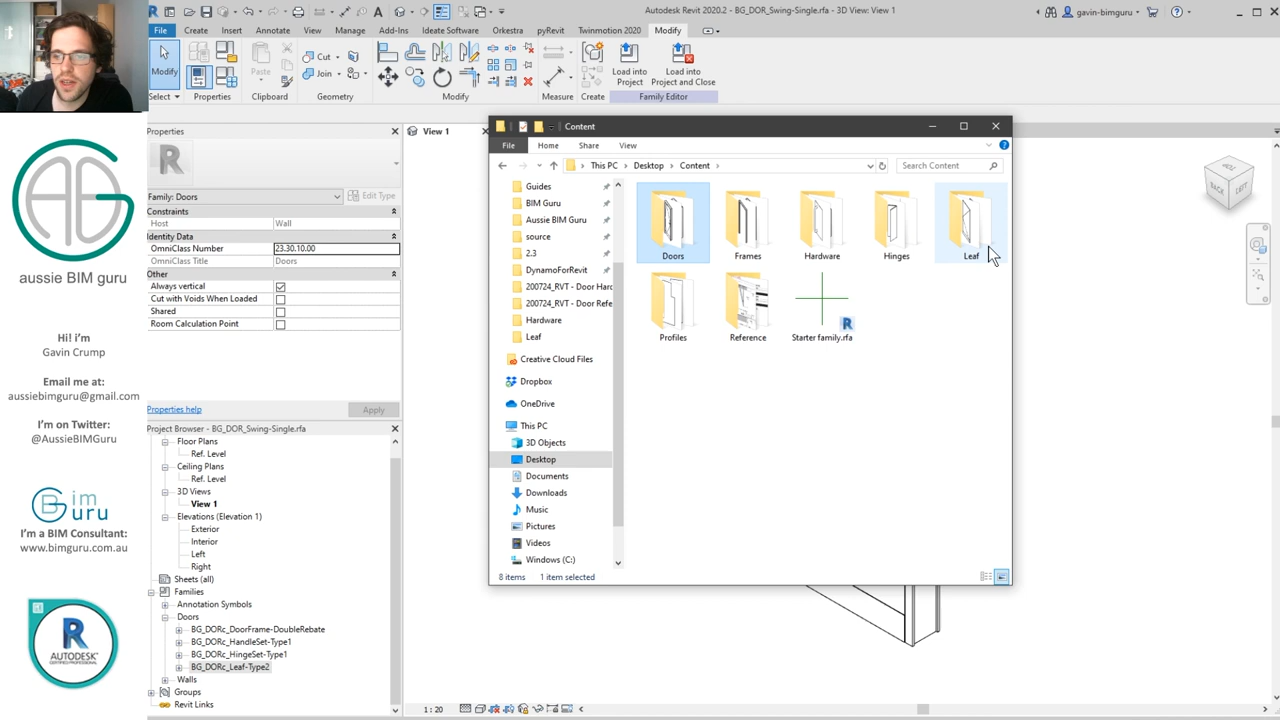 Autodesk Revit 2020.2 - BG_DOR_Swing-Single.rfa - 3D View: View 1
gavin-bimguru
File Create Insert Annotate View Manage Add-Ins Ideate Software Orkestra pyRevit Twinmotion 2020 Modify
Modify
Paste
Cut
Join
Load into
Project
Load into
Project and Close
Select Properties Clipboard Geometry Modify Measure Create Family Editor
aussie BIM guru
Hi! i'm
Gavin Crump
Email me at:
aussiebimguru@gmail.com
I'm on Twitter:
@AussieBIMGuru
Bim
Guru
I'm a BIM Consultant:
www.bimguru.com.au
R
AUTODESK
CERTIFIED PROFESSIONAL
Properties
R
Family: Doors
Edit Type
Constraints
Host Wall
Identity Data
OmniClass Number 23.30.10.00
OmniClass Title Doors
Other
Always vertical
Cut with Voids When Loaded
Shared
Room Calculation Point
Properties help
Apply
Project Browser - BG_DOR_Swing-Single.rfa
Floor Plans
Ref. Level
Ceiling Plans
Ref. Level
3D Views
View 1
Elevations (Elevation 1)
Exterior
Interior
Left
Right
Sheets (all)
Families
Annotation Symbols
Doors
BG_DORc_DoorFrame-DoubleRebate
BG_DORc_HandleSet-Type1
BG_DORc_HingeSet-Type1
BG_DORc_Leaf-Type2
Walls
Groups
Revit Links
View 1
Content
File Home Share View
This PC Desktop Content
Search Content
Guides
BIM Guru
Aussie BIM Guru
source
2.3
DynamoForRevit
200724_RVT - Door Hard
200724_RVT - Door Refe
Hardware
Leaf
Creative Cloud Files
Dropbox
OneDrive
This PC
3D Objects
Desktop
Documents
Downloads
Music
Pictures
Videos
Windows (C:)
Doors Frames Hardware Hinges Leaf
Profiles Reference Starter family.rfa
8 items 1 item selected
BACK LEFT
1 : 20